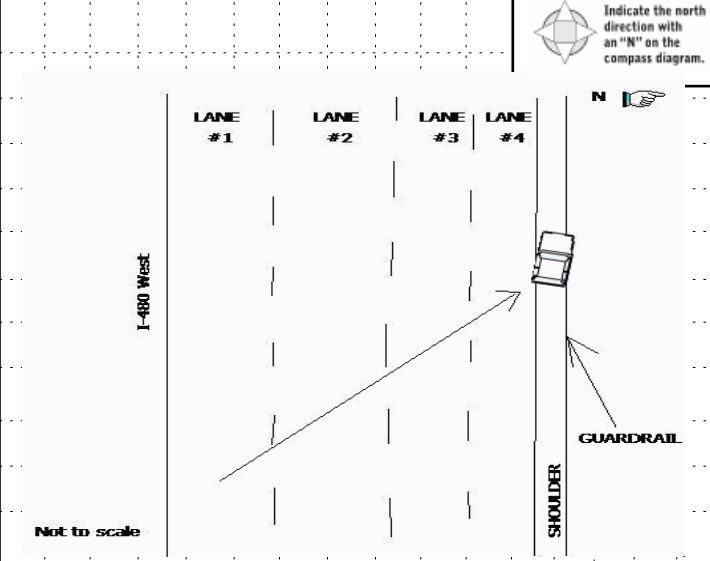 Indicate the north
direction with
an "N" on the
compass diagram.
N
LANE
#1
LANE
#2
LANE
#3
LANE
#4
I-480 West
GUARDRAIL
SHOULDER
Not to scale